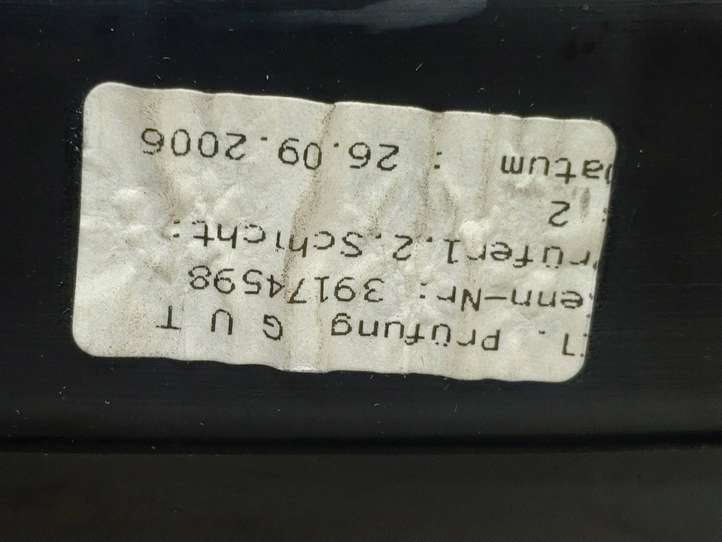 l. Prüfung G U T
enn-Nr: 39174598
rüfer1.2.Schicht:
: 2
atum : 26.09.2006